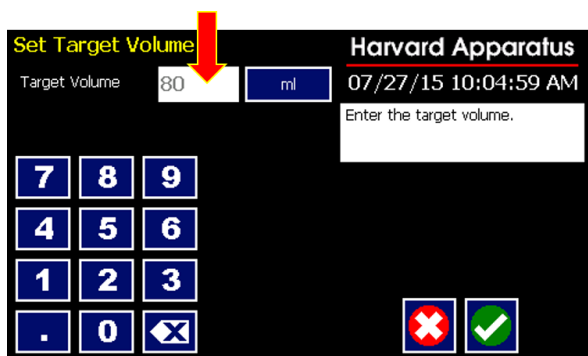 Set Target Volume
Harvard Apparatus
Target Volume 80 ml
07/27/15 10:04:59 AM
Enter the target volume.
7 8 9
4 5 6
1 2 3
. 0